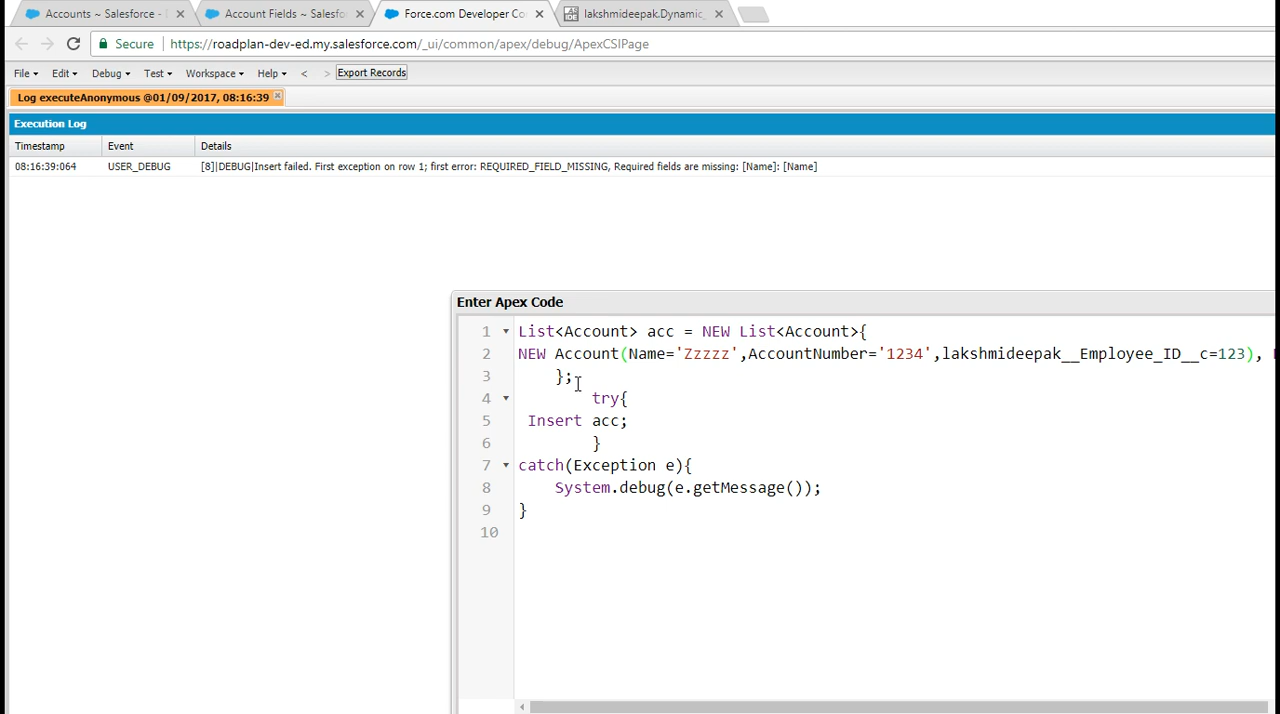 Accounts ~ Salesforce -
Account Fields ~ Salesfo
Force.com Developer Co
lakshmideepak.Dynamic_
Secure
https://roadplan-dev-ed.my.salesforce.com/_ui/common/apex/debug/ApexCSIPage
File Edit Debug Test Workspace Help < > Export Records
Log executeAnonymous @01/09/2017, 08:16:39
Execution Log
Timestamp Event Details
08:16:39:064 USER_DEBUG [8]|DEBUG|Insert failed. First exception on row 1; first error: REQUIRED_FIELD_MISSING, Required fields are missing: [Name]: [Name]
Enter Apex Code
1 List<Account> acc = NEW List<Account>{
2 NEW Account(Name='Zzzzz',AccountNumber='1234',lakshmideepak__Employee_ID__c=123),
3 };
4 try{
5 Insert acc;
6 }
7 catch(Exception e){
8 System.debug(e.getMessage());
9 }
10